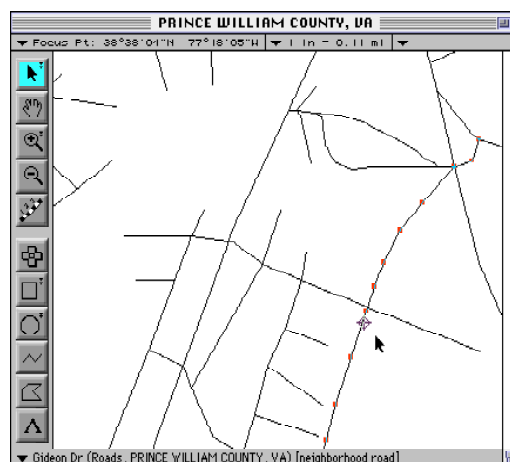 PRINCE WILLIAM COUNTY, VA
Focus Pt: 38°38'04"N 77°18'05"W 1 in = 0.11 mi
Gideon Dr (Roads, PRINCE WILLIAM COUNTY, VA) [neighborhood road]